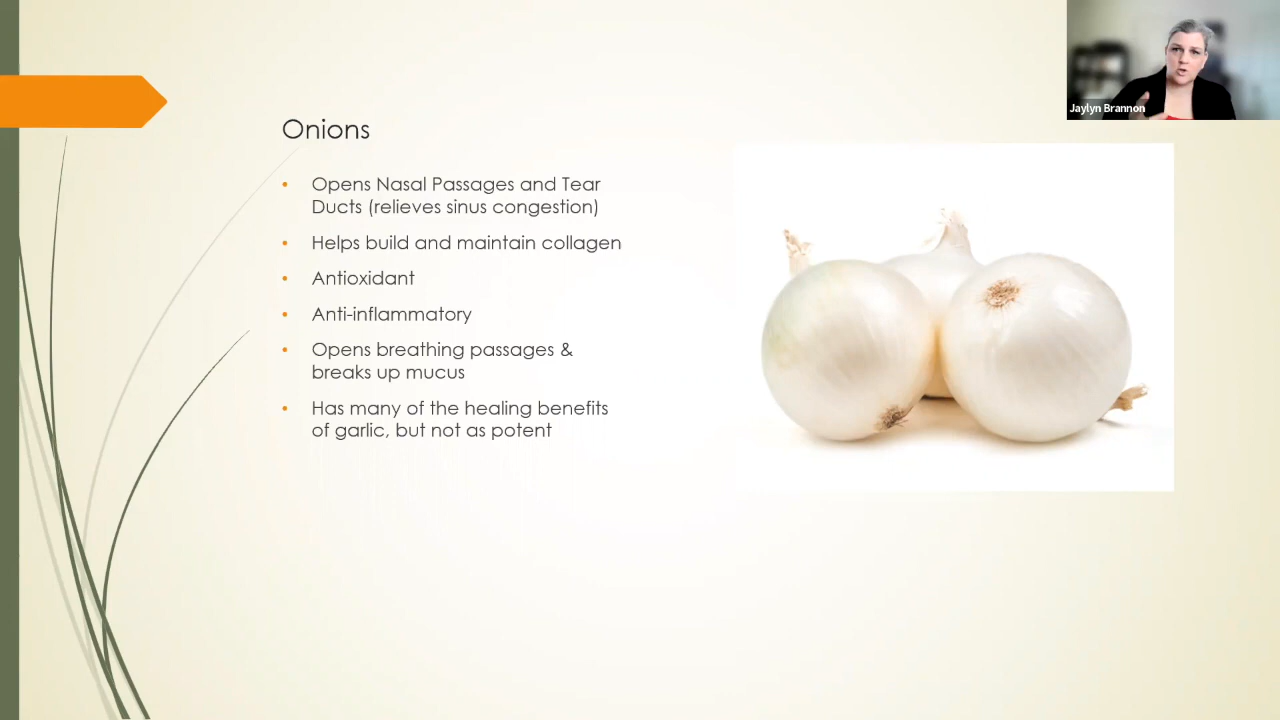 Jaylyn Brannon
Onions
• Opens Nasal Passages and Tear
Ducts (relieves sinus congestion)
• Helps build and maintain collagen
• Antioxidant
• Anti-inflammatory
• Opens breathing passages &
breaks up mucus
• Has many of the healing benefits
of garlic, but not as potent